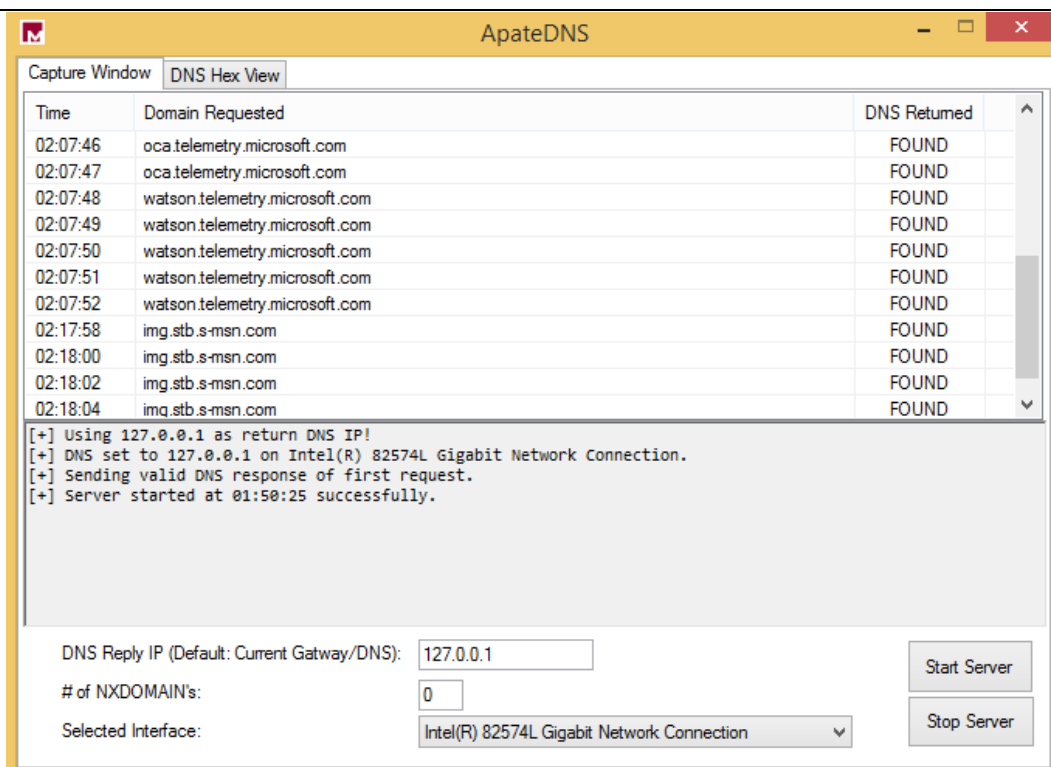 ApateDNS
Capture Window DNS Hex View
Time Domain Requested DNS Returned
02:07:46 oca.telemetry.microsoft.com FOUND
02:07:47 oca.telemetry.microsoft.com FOUND
02:07:48 watson.telemetry.microsoft.com FOUND
02:07:49 watson.telemetry.microsoft.com FOUND
02:07:50 watson.telemetry.microsoft.com FOUND
02:07:51 watson.telemetry.microsoft.com FOUND
02:07:52 watson.telemetry.microsoft.com FOUND
02:17:58 img.stb.s-msn.com FOUND
02:18:00 img.stb.s-msn.com FOUND
02:18:02 img.stb.s-msn.com FOUND
02:18:04 img.stb.s-msn.com FOUND
[+] Using 127.0.0.1 as return DNS IP!
[+] DNS set to 127.0.0.1 on Intel(R) 82574L Gigabit Network Connection.
[+] Sending valid DNS response of first request.
[+] Server started at 01:50:25 successfully.
DNS Reply IP (Default: Current Gatway/DNS): 127.0.0.1
Start Server
# of NXDOMAIN's: 0
Selected Interface: Intel(R) 82574L Gigabit Network Connection
Stop Server